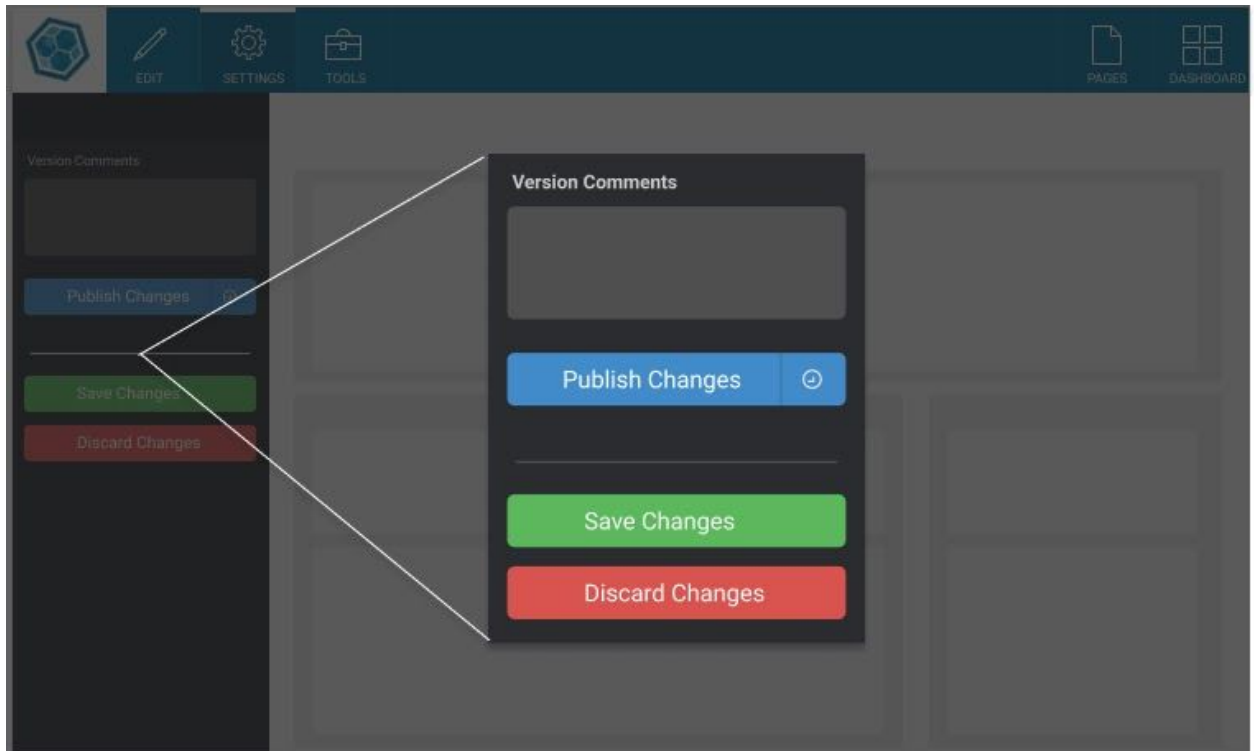 EDIT
SETTINGS
TOOLS
PAGES
DASHBOARD
Version Comments
Publish Changes
Save Changes
Discard Changes
Version Comments
Publish Changes
Save Changes
Discard Changes